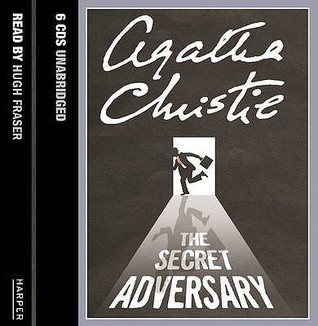 READ BY HUGH FRASER
6 CDS UNABRIDGED
HARPER
Agatha
Christie
THE
SECRET
ADVERSARY